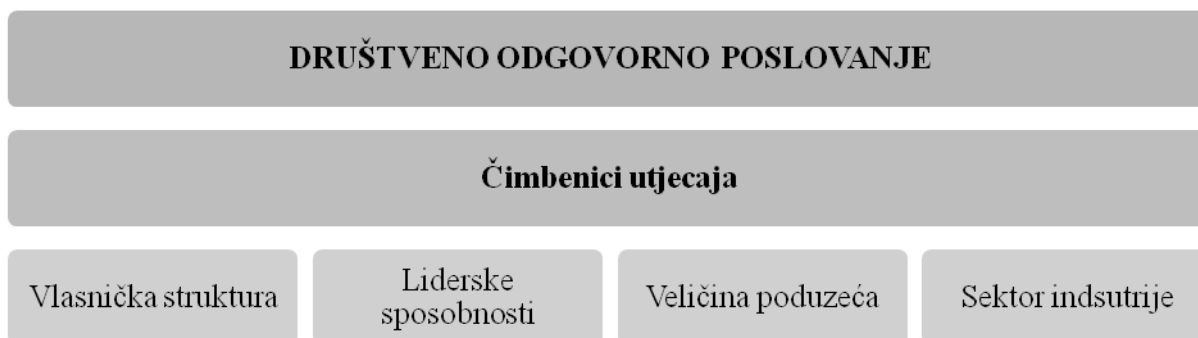 DRUŠTVENO ODGOVORNO POSLOVANJE
Čimbenici utjecaja
Vlasnička struktura
Liderske
sposobnosti
Veličina poduzeća
Sektor indsutrije